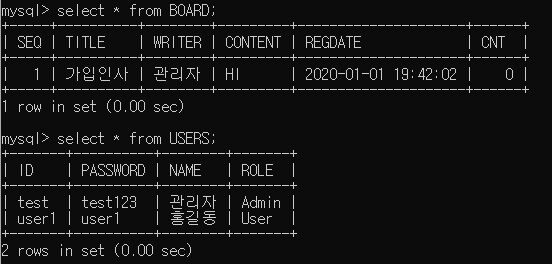 mysql> select * from BOARD;
+-----+----------+--------+---------+---------------------+------+
| SEQ | TITLE | WRITER | CONTENT | REGDATE | CNT |
+-----+----------+--------+---------+---------------------+------+
| 1 | 가입인사 | 관리자 | HI | 2020-01-01 19:42:02 | 0 |
+-----+----------+--------+---------+---------------------+------+
1 row in set (0.00 sec)
mysql> select * from USERS;
+-------+----------+--------+-------+
| ID | PASSWORD | NAME | ROLE |
+-------+----------+--------+-------+
| test | test123 | 관리자 | Admin |
| user1 | user1 | 홍길동 | User |
+-------+----------+--------+-------+
2 rows in set (0.00 sec)